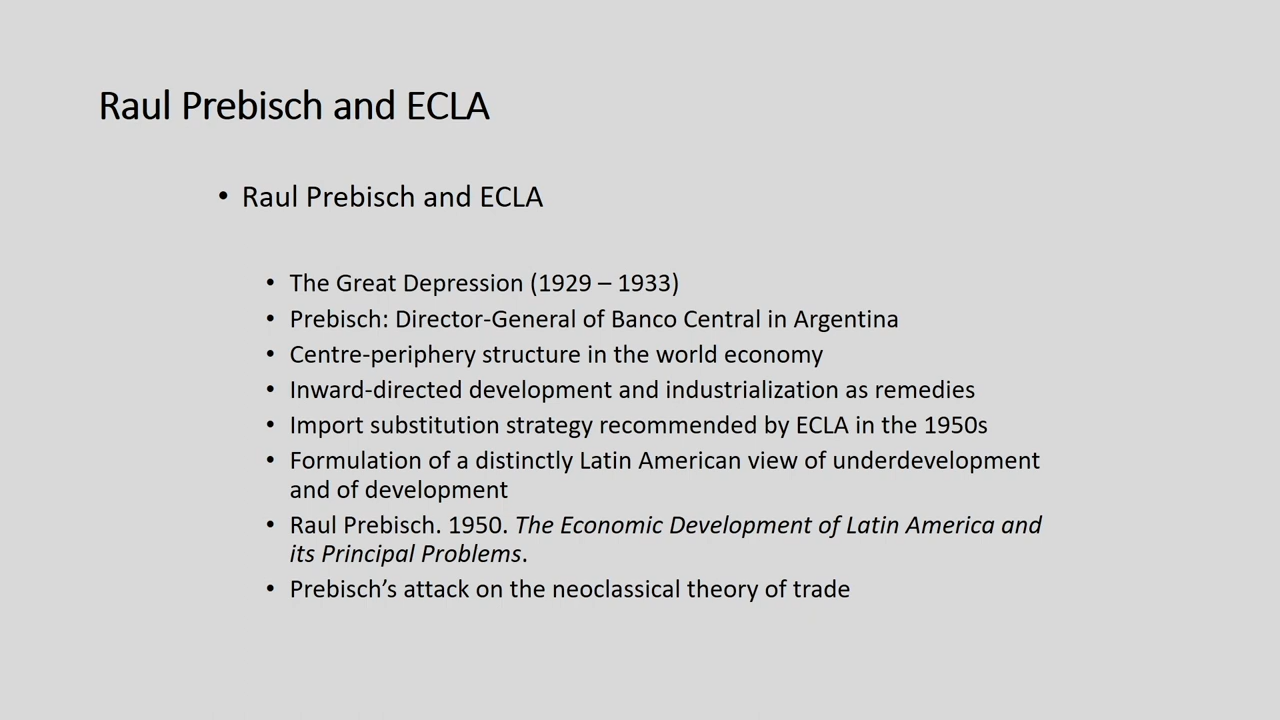 Raul Prebisch and ECLA
• Raul Prebisch and ECLA
• The Great Depression (1929 – 1933)
• Prebisch: Director-General of Banco Central in Argentina
• Centre-periphery structure in the world economy
• Inward-directed development and industrialization as remedies
• Import substitution strategy recommended by ECLA in the 1950s
• Formulation of a distinctly Latin American view of underdevelopment
and of development
• Raul Prebisch. 1950. The Economic Development of Latin America and
its Principal Problems.
• Prebisch’s attack on the neoclassical theory of trade